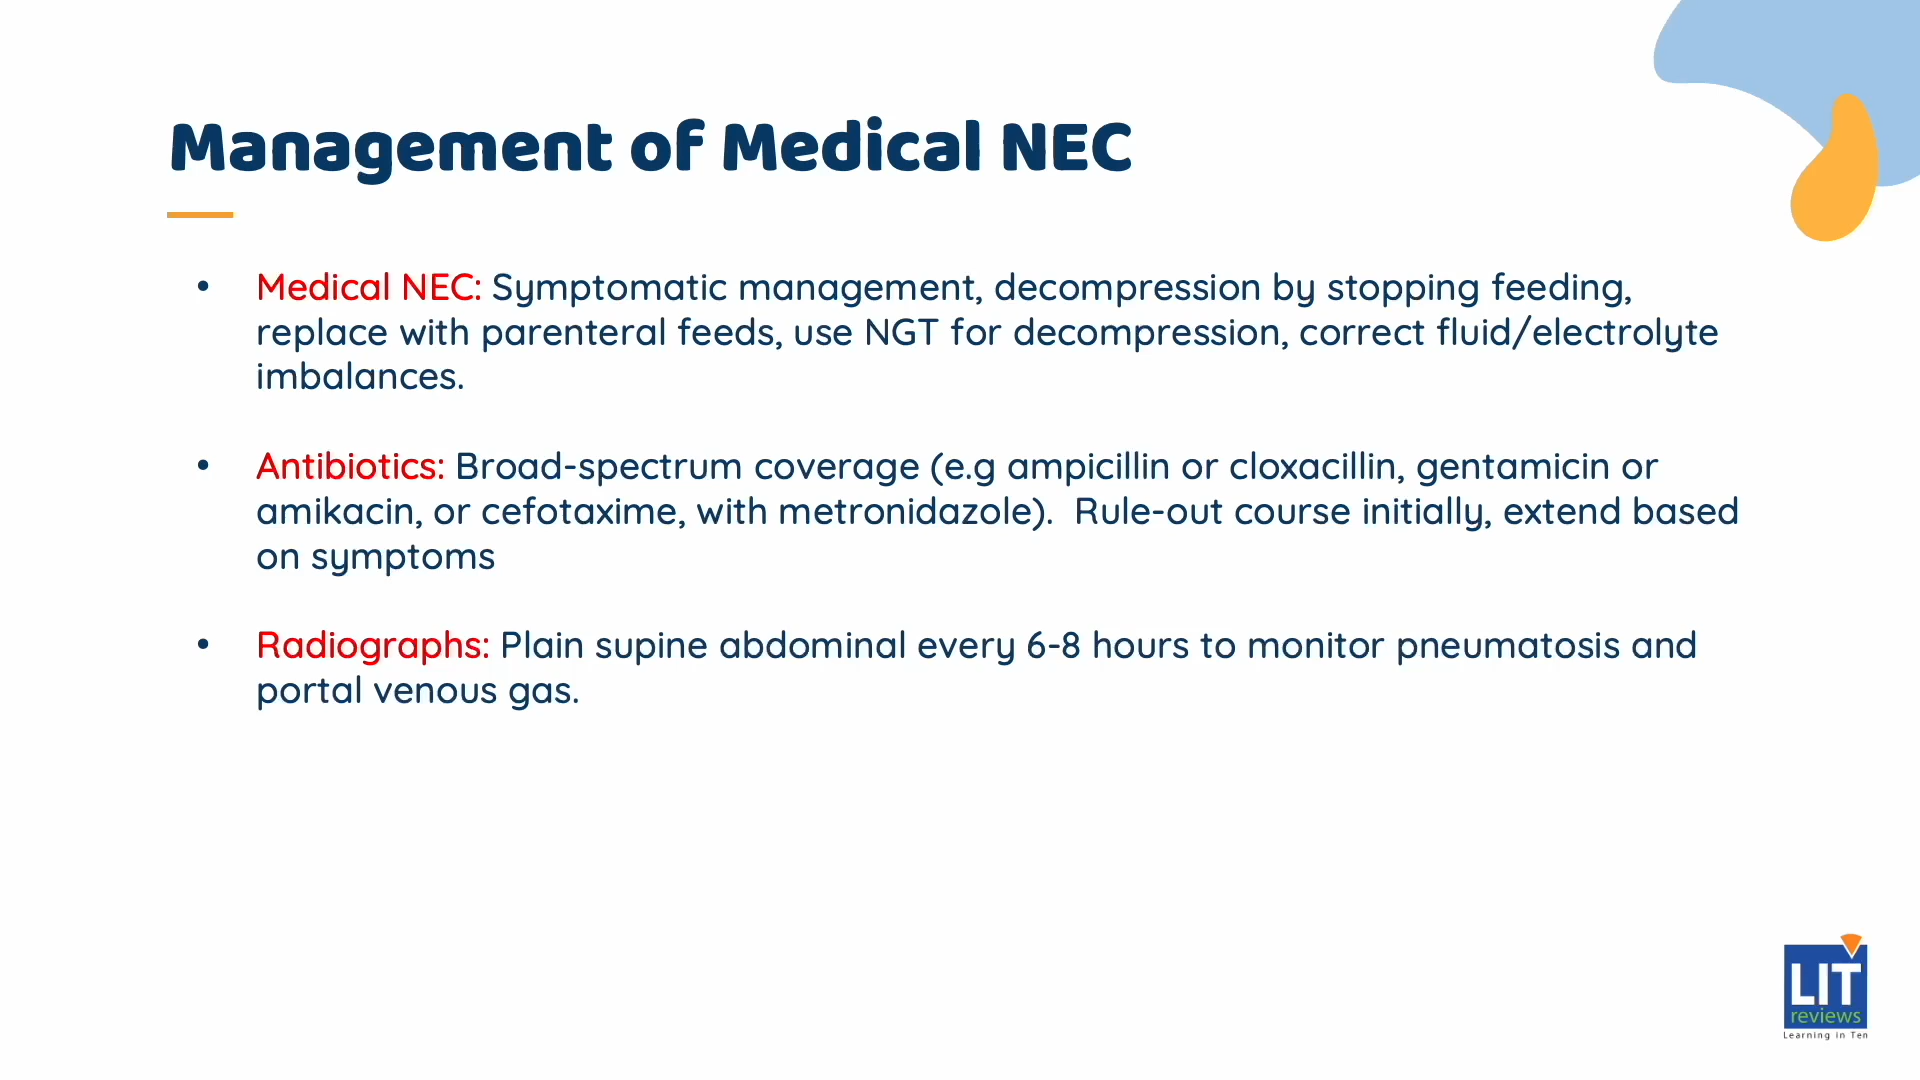 Management of Medical NEC
• Medical NEC: Symptomatic management, decompression by stopping feeding,
replace with parenteral feeds, use NGT for decompression, correct fluid/electrolyte
imbalances.
• Antibiotics: Broad-spectrum coverage (e.g ampicillin or cloxacillin, gentamicin or
amikacin, or cefotaxime, with metronidazole).  Rule-out course initially, extend based
on symptoms
• Radiographs: Plain supine abdominal every 6-8 hours to monitor pneumatosis and
portal venous gas.
LIT
reviews
Learning in Ten